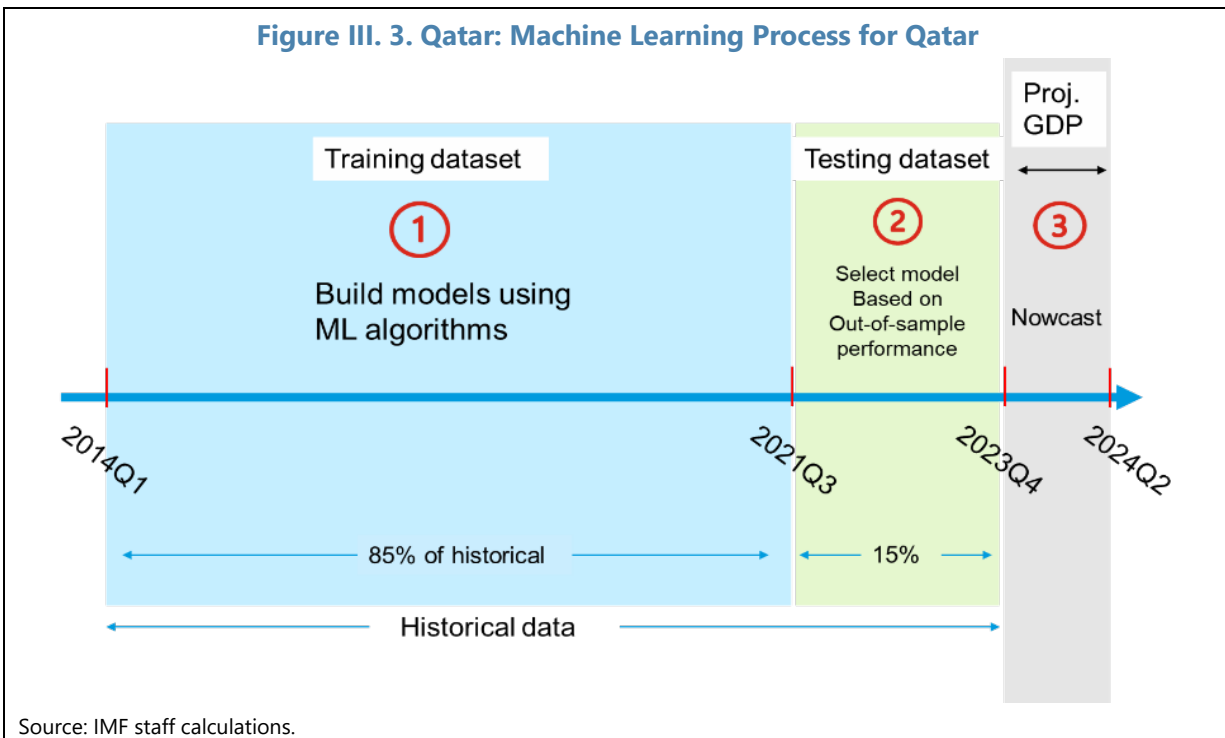 Figure III. 3. Qatar: Machine Learning Process for Qatar
Proj.
GDP
Training dataset
Testing dataset
1
2
3
Build models using
ML algorithms
Select model
Based on
Out-of-sample
performance
Nowcast
2014Q1
2021Q3
2023Q4
2024Q2
85% of historical
15%
Historical data
Source: IMF staff calculations.